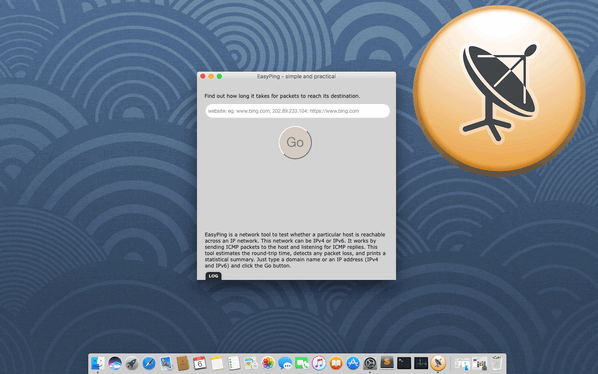 EasyPing - simple and practical
Find out how long it takes for packets to reach its destination.
website: eg. www.bing.com; 202.89.233.104; https://www.bing.com
Go
EasyPing is a network tool to test whether a particular host is reachable
across an IP network. This network can be IPv4 or IPv6. It works by
sending ICMP packets to the host and listening for ICMP replies. This
tool estimates the round-trip time, detects any packet loss, and prints a
statistical summary. Just type a domain name or an IP address (IPv4
and IPv6) and click the Go button.
LOG
6